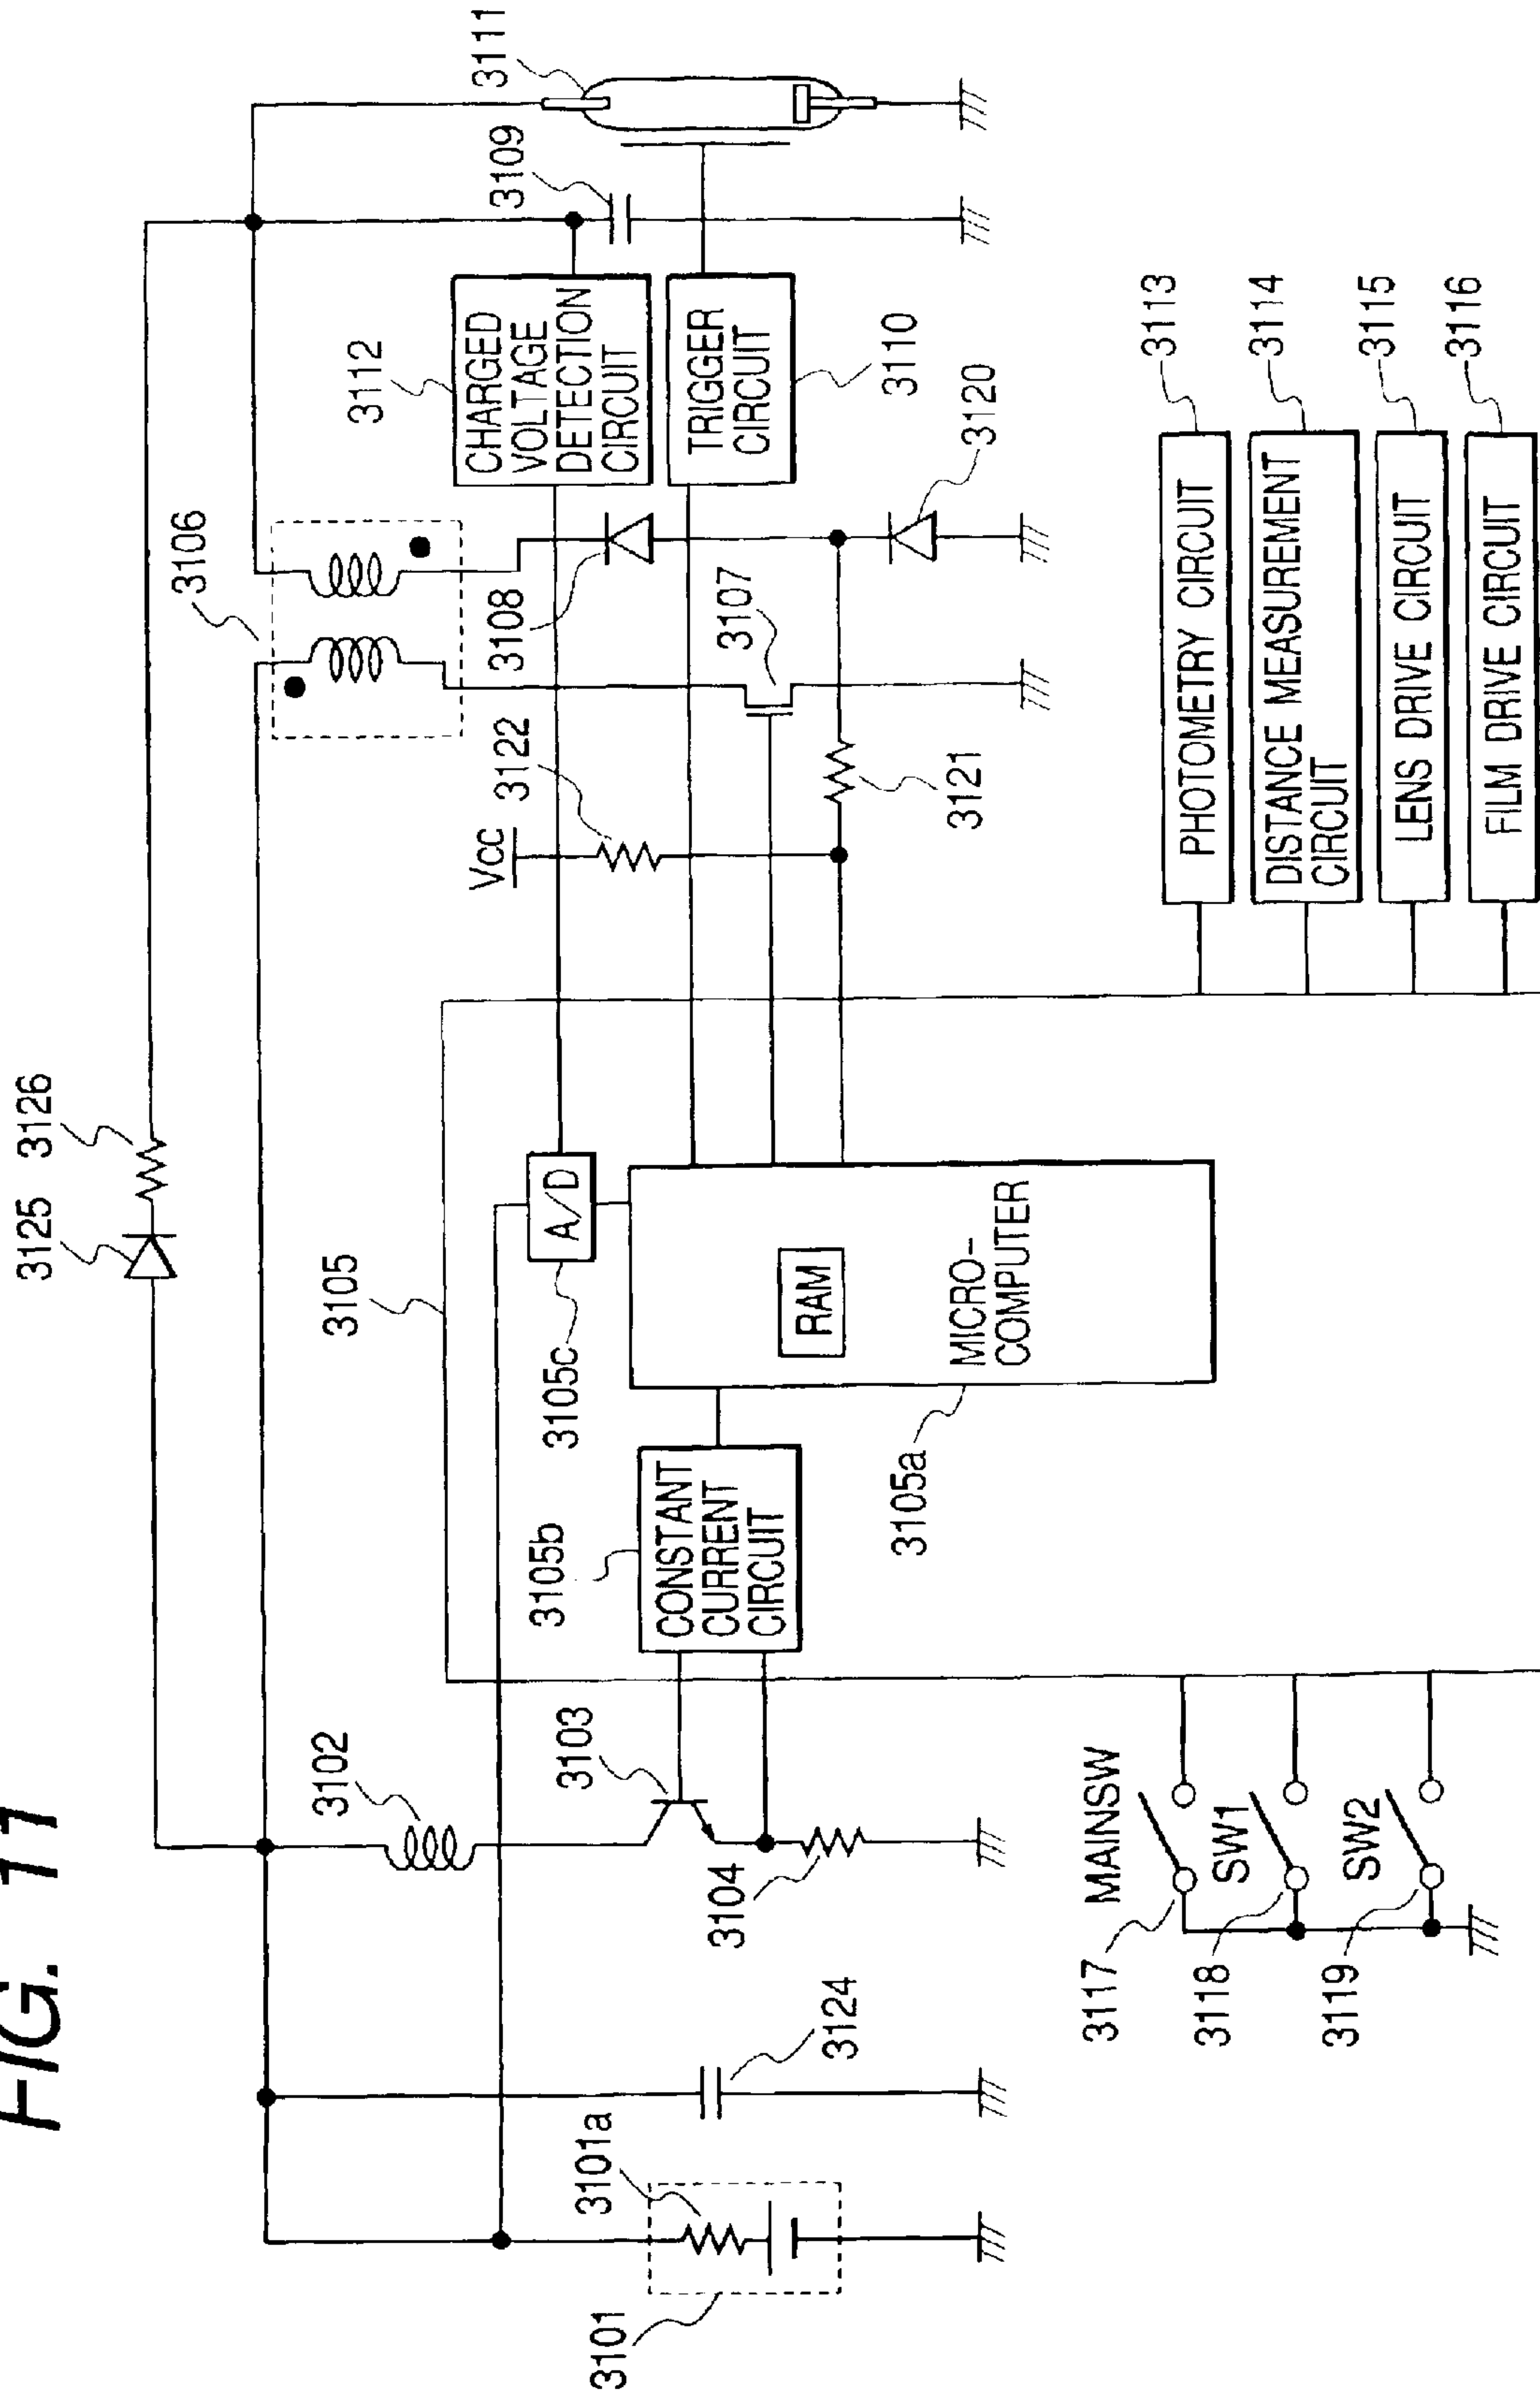 FIG. 11
3125
3126
3106
3105
3102
3112
3111
3109
CHARGED
VOLTAGE
DETECTION
CIRCUIT
TRIGGER
CIRCUIT
3110
3120
3108
3107
3122
Vcc
3121
A/D
3105c
RAM
MICRO-
COMPUTER
3105a
3105b
CONSTANT
CURRENT
CIRCUIT
3103
3104
3124
3101a
3101
MAINSW
3117
SW1
3118
SW2
3119
PHOTOMETRY CIRCUIT
3113
DISTANCE MEASUREMENT
CIRCUIT
3114
LENS DRIVE CIRCUIT
3115
FILM DRIVE CIRCUIT
3116